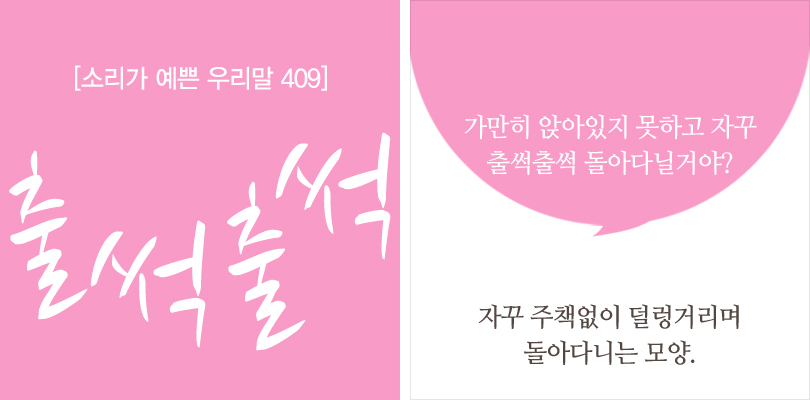 [소리가 예쁜 우리말 409]
출썩출썩
가만히 앉아있지 못하고 자꾸
출썩출썩 돌아다닐거야?
자꾸 주책없이 덜렁거리며
돌아다니는 모양.